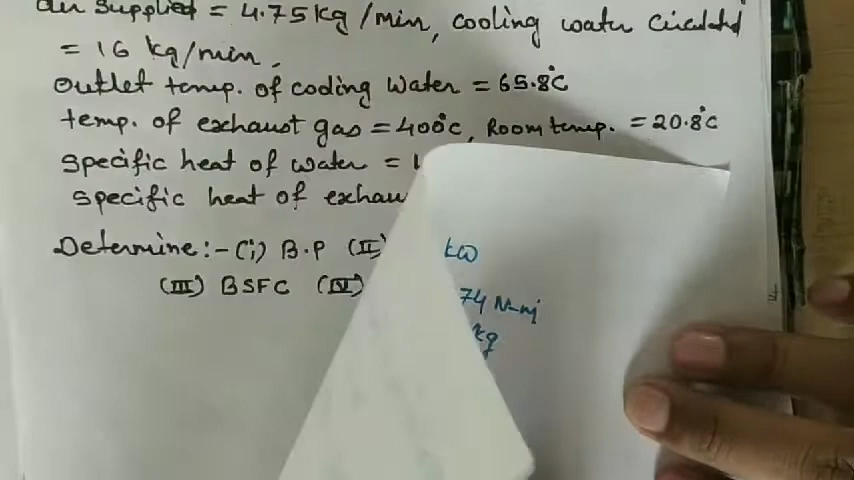 air supplied = 4.75 kg/min, cooling water circulated
= 16 kg/min.
Outlet temp. of cooling water = 65.8°C
temp. of exhaust gas = 400°C, Room temp. = 20.8°C
specific heat of water = 
specific heat of exhau
Determine:- (i) B.P (II)
kW
(III) BSFC (IV)
74 N-m
kg